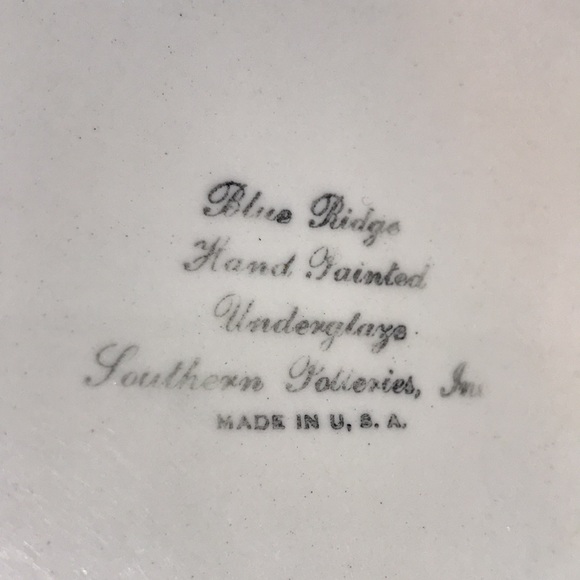 Blue Ridge
Hand Painted
Underglaze
Southern Potteries, Inc
MADE IN U. S. A.